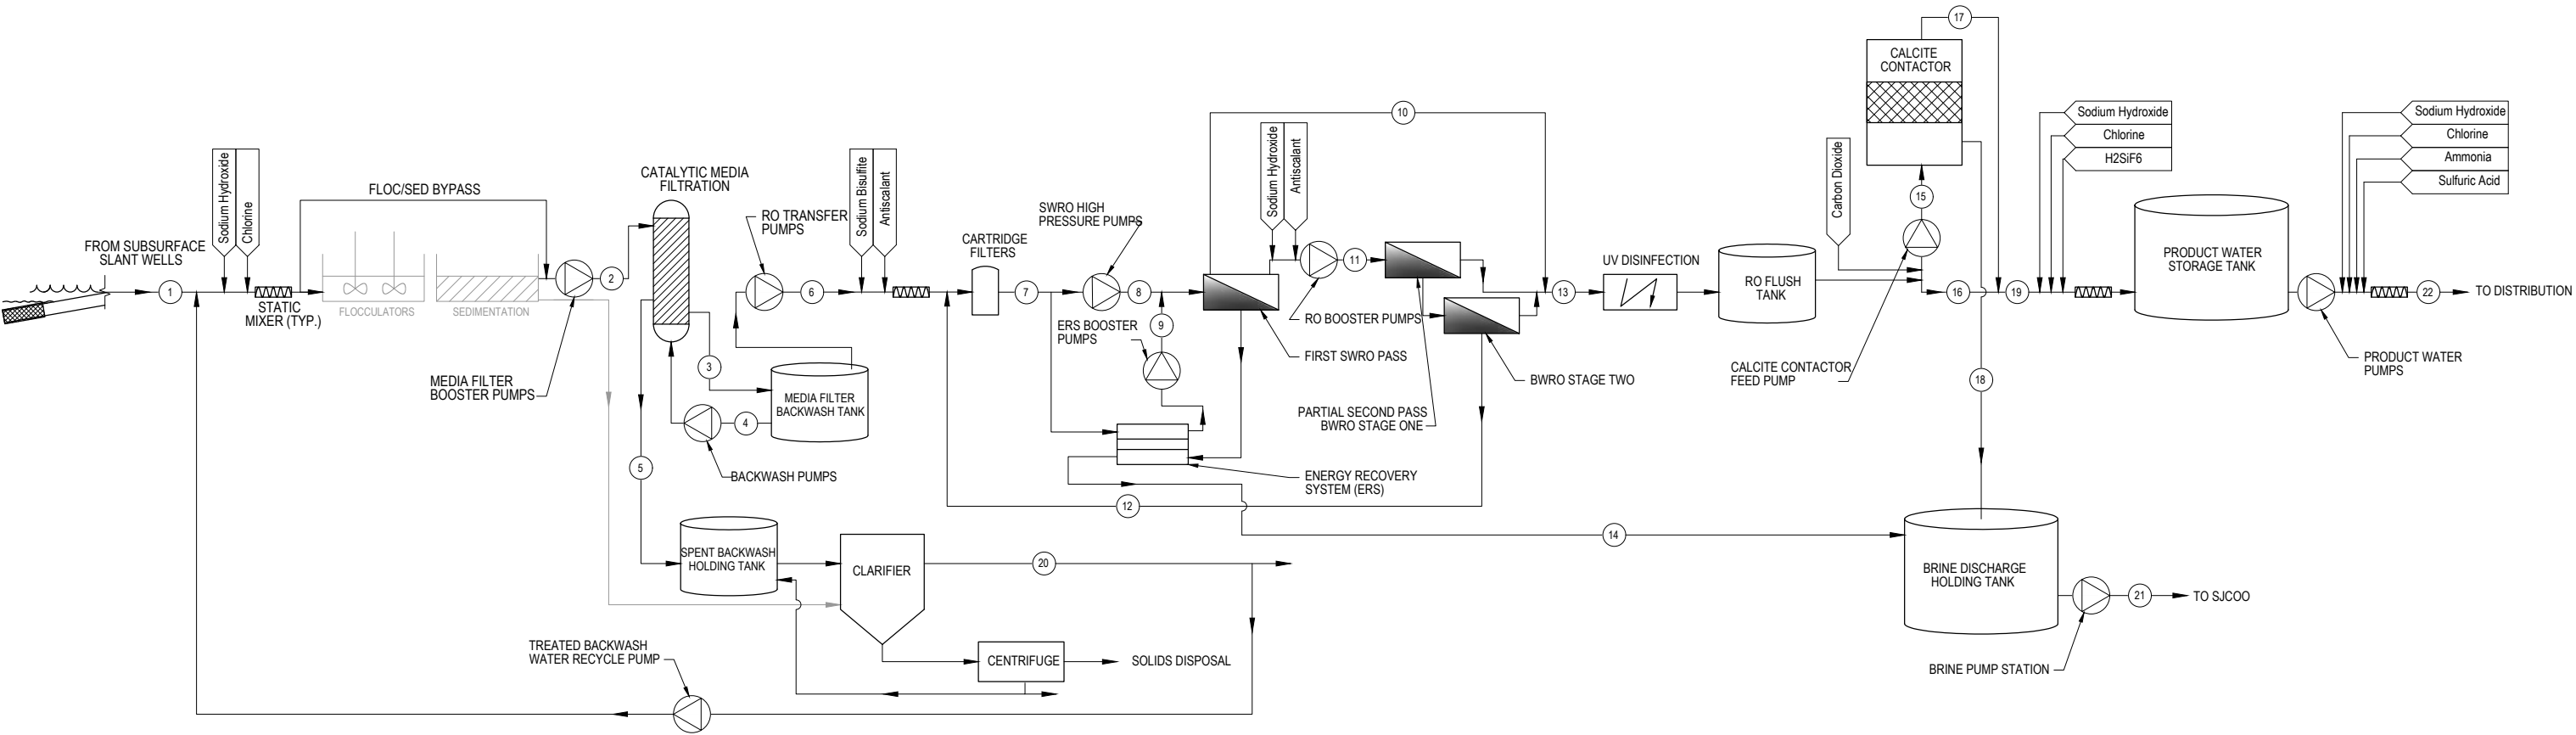 FROM SUBSURFACE
SLANT WELLS
1
Sodium Hydroxide
Chlorine
STATIC
MIXER (TYP.)
FLOC/SED BYPASS
FLOCCULATORS
SEDIMENTATION
MEDIA FILTER
BOOSTER PUMPS
2
CATALYTIC MEDIA
FILTRATION
3
MEDIA FILTER
BACKWASH TANK
4
BACKWASH PUMPS
5
RO TRANSFER
PUMPS
6
Sodium Bisulfite
Antiscalant
CARTRIDGE
FILTERS
7
SWRO HIGH
PRESSURE PUMPS
8
9
ERS BOOSTER
PUMPS
10
Sodium Hydroxide
Antiscalant
11
RO BOOSTER PUMPS
FIRST SWRO PASS
BWRO STAGE TWO
PARTIAL SECOND PASS
BWRO STAGE ONE
ENERGY RECOVERY
SYSTEM (ERS)
12
13
UV DISINFECTION
RO FLUSH
TANK
14
Carbon Dioxide
CALCITE
CONTACTOR
15
CALCITE CONTACTOR
FEED PUMP
16
17
18
19
Sodium Hydroxide
Chlorine
H2SiF6
PRODUCT WATER
STORAGE TANK
Sodium Hydroxide
Chlorine
Ammonia
Sulfuric Acid
22
TO DISTRIBUTION
PRODUCT WATER
PUMPS
SPENT BACKWASH
HOLDING TANK
CLARIFIER
20
CENTRIFUGE
SOLIDS DISPOSAL
TREATED BACKWASH
WATER RECYCLE PUMP
BRINE DISCHARGE
HOLDING TANK
21
TO SJCOO
BRINE PUMP STATION